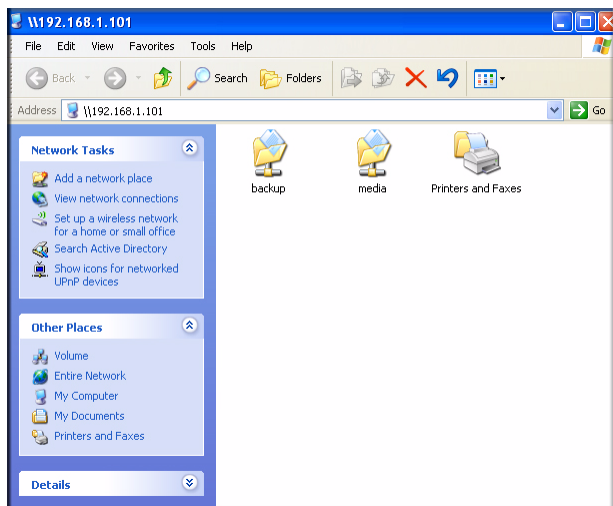 \\192.168.1.101
File Edit View Favorites Tools Help
Back Search Folders
Address \\192.168.1.101 Go
Network Tasks
Add a network place
View network connections
Set up a wireless network
for a home or small office
Search Active Directory
Show icons for networked
UPnP devices
Other Places
Volume
Entire Network
My Computer
My Documents
Printers and Faxes
Details
backup media Printers and Faxes